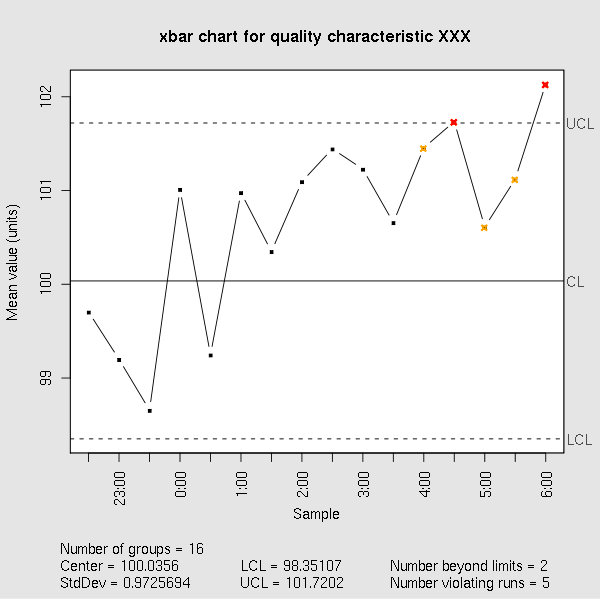 xbar chart for quality characteristic XXX
102
UCL
101
Mean value (units)
100
CL
99
LCL
23:00
0:00
1:00
2:00
3:00
4:00
5:00
6:00
Sample
Number of groups = 16
Center = 100.0356 LCL = 98.35107 Number beyond limits = 2
StdDev = 0.9725694 UCL = 101.7202 Number violating runs = 5